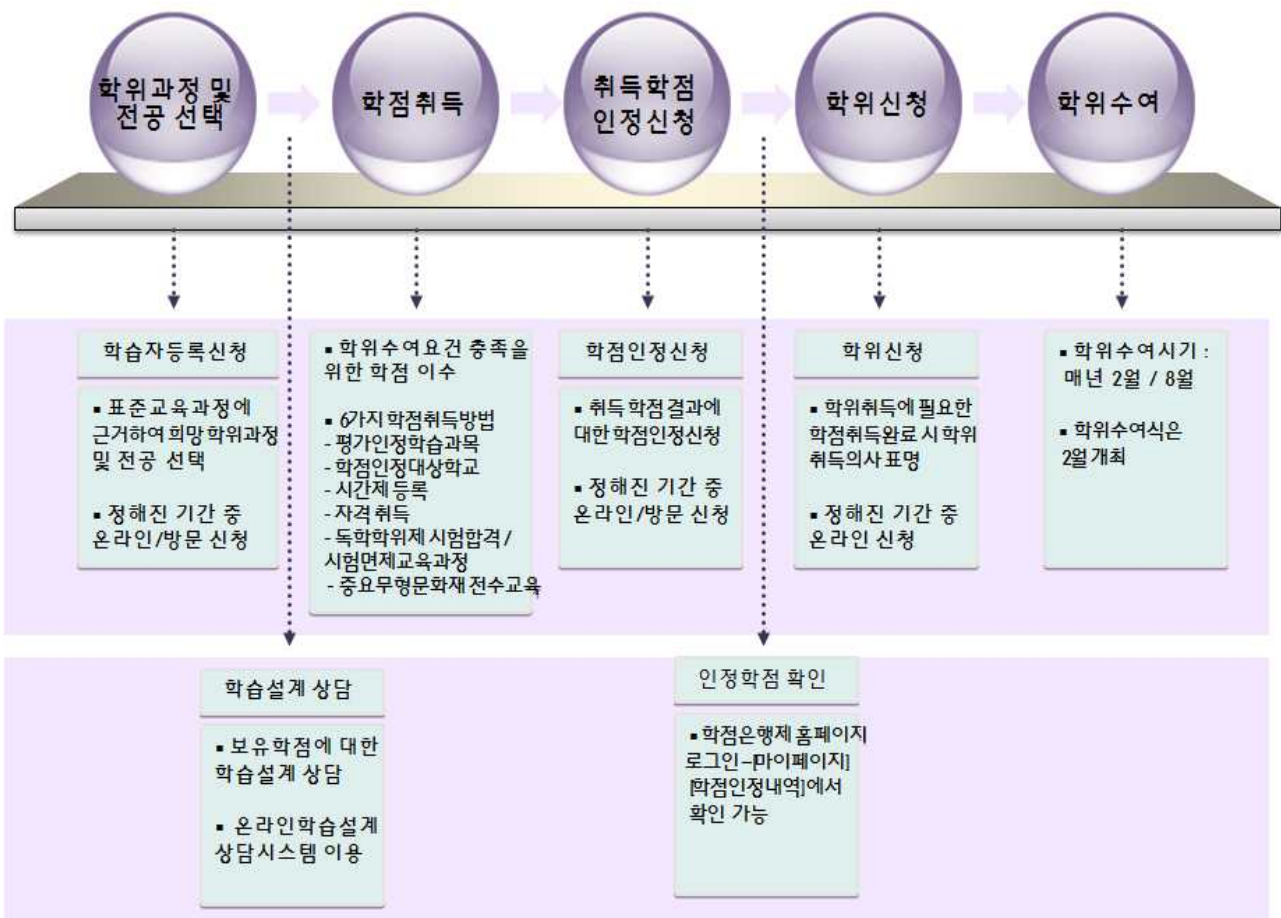 학위과정 및
전공 선택
학점취득
취득학점
인정신청
학위신청
학위수여
학습자등록신청
▪ 표준교육과정에
근거하여 희망 학위과정
및 전공 선택
▪ 정해진 기간 중
온라인/방문 신청
▪ 학위수여요건 충족을
위한 학점 이수
▪ 6가지 학점취득방법
- 평가인정학습과목
- 학점인정대상학교
- 시간제 등록
- 자격 취득
- 독학학위제 시험합격 /
시험면제교육과정
- 중요무형문화재 전수교육
학점인정신청
▪ 취득 학점 결과에
대한 학점인정신청
▪ 정해진 기간 중
온라인/방문 신청
학위신청
▪ 학위취득에 필요한
학점취득완료 시 학위
취득의사 표명
▪ 정해진 기간 중
온라인 신청
▪ 학위수여시기 :
매년 2월 / 8월
▪ 학위수여식은
2월 개최
학습설계 상담
▪ 보유학점에 대한
학습설계 상담
▪ 온라인학습설계
상담시스템 이용
인정학점 확인
▪ 학점은행제 홈페이지
로그인–[마이페이지]
[학점인정내역]에서
확인 가능